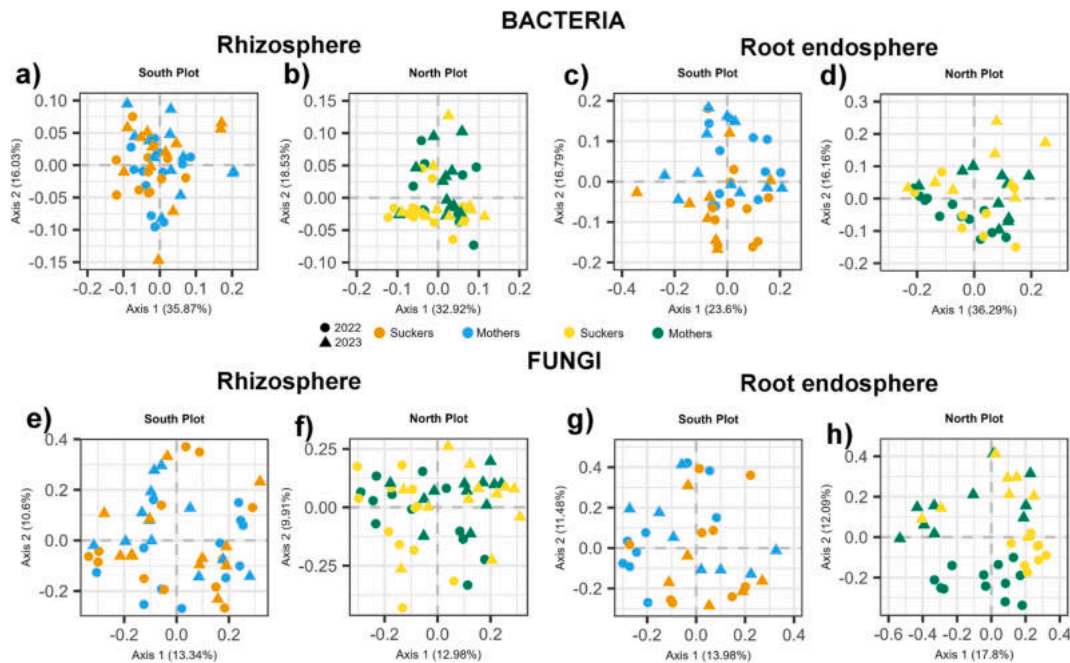 BACTERIA
Rhizosphere
Root endosphere
a)
South Plot
0.10
0.05
0.00
-0.05
-0.10
-0.15
Axis 2 (16.03%)
-0.2 -0.1 0.0 0.1 0.2
Axis 1 (35.87%)
b)
North Plot
0.15
0.10
0.05
0.00
-0.05
0.10
Axis 2 (18.53%)
-0.2 -0.1 0.0 0.1 0.2
Axis 1 (32.92%)
c)
South Plot
0.2
0.1
0.0
-0.1
-0.2
Axis 2 (16.79%)
-0.4 -0.2 0.0 0.2
Axis 1 (23.6%)
d)
North Plot
0.3
0.2
0.1
0.0
-0.1
0.2
Axis 2 (16.16%)
-0.2 0.0 0.2
Axis 1 (36.29%)
2022
2023
Suckers
Mothers
Suckers
Mothers
FUNGI
Rhizosphere
Root endosphere
e)
South Plot
0.4
0.2
0.0
-0.2
Axis 2 (10.6%)
-0.2 0.0 0.2
Axis 1 (13.34%)
f)
North Plot
0.25
0.00
-0.25
Axis 2 (9.91%)
-0.2 0.0 0.2
Axis 1 (12.98%)
g)
South Plot
0.4
0.2
0.0
-0.2
Axis 2 (11.48%)
-0.2 0.0 0.2 0.4
Axis 1 (13.98%)
h)
North Plot
0.4
0.2
0.0
-0.2
Axis 2 (12.09%)
-0.6 -0.4 -0.2 0.0 0.2 0.4
Axis 1 (17.8%)